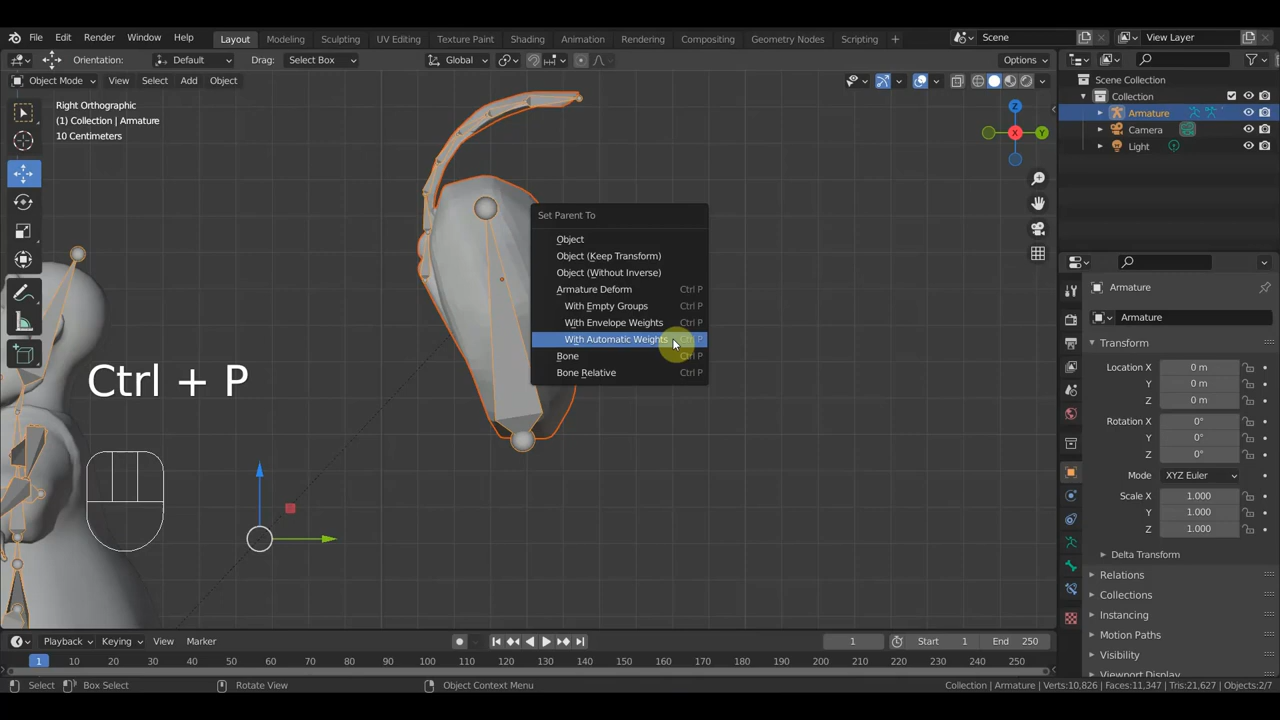 File Edit Render Window Help Layout Modeling Sculpting UV Editing Texture Paint Shading Animation Rendering Compositing Geometry Nodes Scripting + Scene View Layer
Orientation: Default Drag: Select Box Global Options
Object Mode View Select Add Object
Right Orthographic
(1) Collection | Armature
10 Centimeters
Z
X
Y
Scene Collection
Collection
Armature
Camera
Light
Set Parent To
Object
Object (Keep Transform)
Object (Without Inverse)
Armature Deform Ctrl P
With Empty Groups Ctrl P
With Envelope Weights Ctrl P
With Automatic Weights Ctrl P
Bone Ctrl P
Bone Relative Ctrl P
Ctrl + P
Armature
Armature
Transform
Location X 0 m
Y 0 m
Z 0 m
Rotation X 0°
Y 0°
Z 0°
Mode XYZ Euler
Scale X 1.000
Y 1.000
Z 1.000
Delta Transform
Relations
Collections
Instancing
Motion Paths
Visibility
Viewport Display
Playback Keying View Marker 1 Start 1 End 250
1 10 20 30 40 50 60 70 80 90 100 110 120 130 140 150 160 170 180 190 200 210 220 230 240 250
Select Box Select Rotate View Object Context Menu Collection | Armature | Verts:10,826 | Faces:11,347 | Tris:21,627 | Objects:2/7